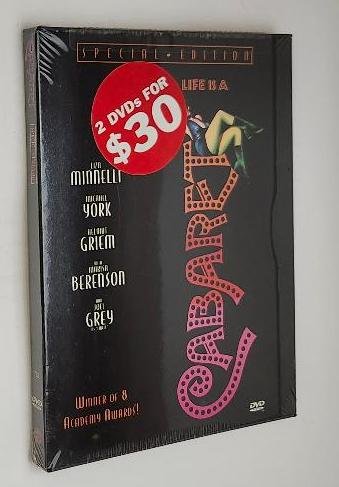 SPECIAL • EDITION
2 DVDs FOR
$30
LIFE IS A
CABARET
LIZA
MINNELLI
MICHAEL
YORK
HELMUT
GRIEM
MARISA
BERENSON
AND
JOEL
GREY
WINNER OF 8
ACADEMY AWARDS!
DVD